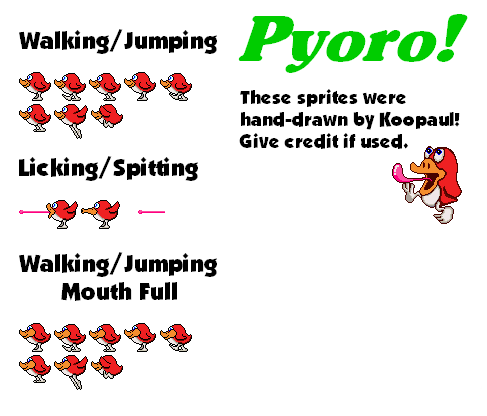 Walking/Jumping
Licking/Spitting
Walking/Jumping
Mouth Full
Pyoro!
These sprites were
hand-drawn by Koopaul!
Give credit if used.